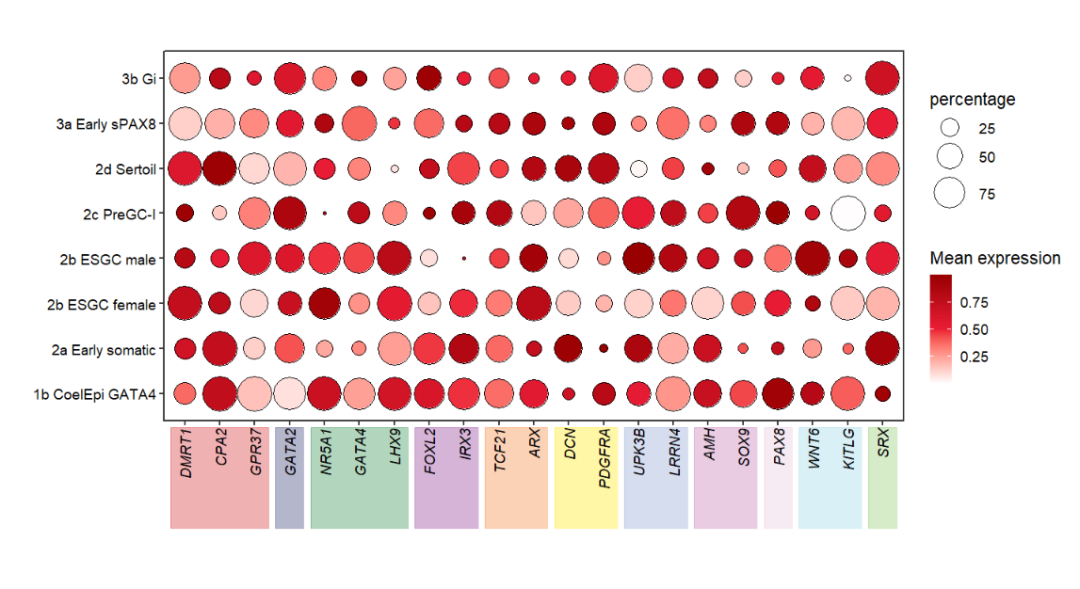 3b Gi
3a Early sPAX8
2d Sertoil
2c PreGC-I
2b ESGC male
2b ESGC female
2a Early somatic
1b CoelEpi GATA4
DMRT1
CPA2
GPR37
GATA2
NR5A1
GATA4
LHX9
FOXL2
IRX3
TCF21
ARX
DCN
PDGFRA
UPK3B
LRRN4
AMH
SOX9
PAX8
WNT6
KITLG
SRX
percentage
25
50
75
Mean expression
0.75
0.50
0.25